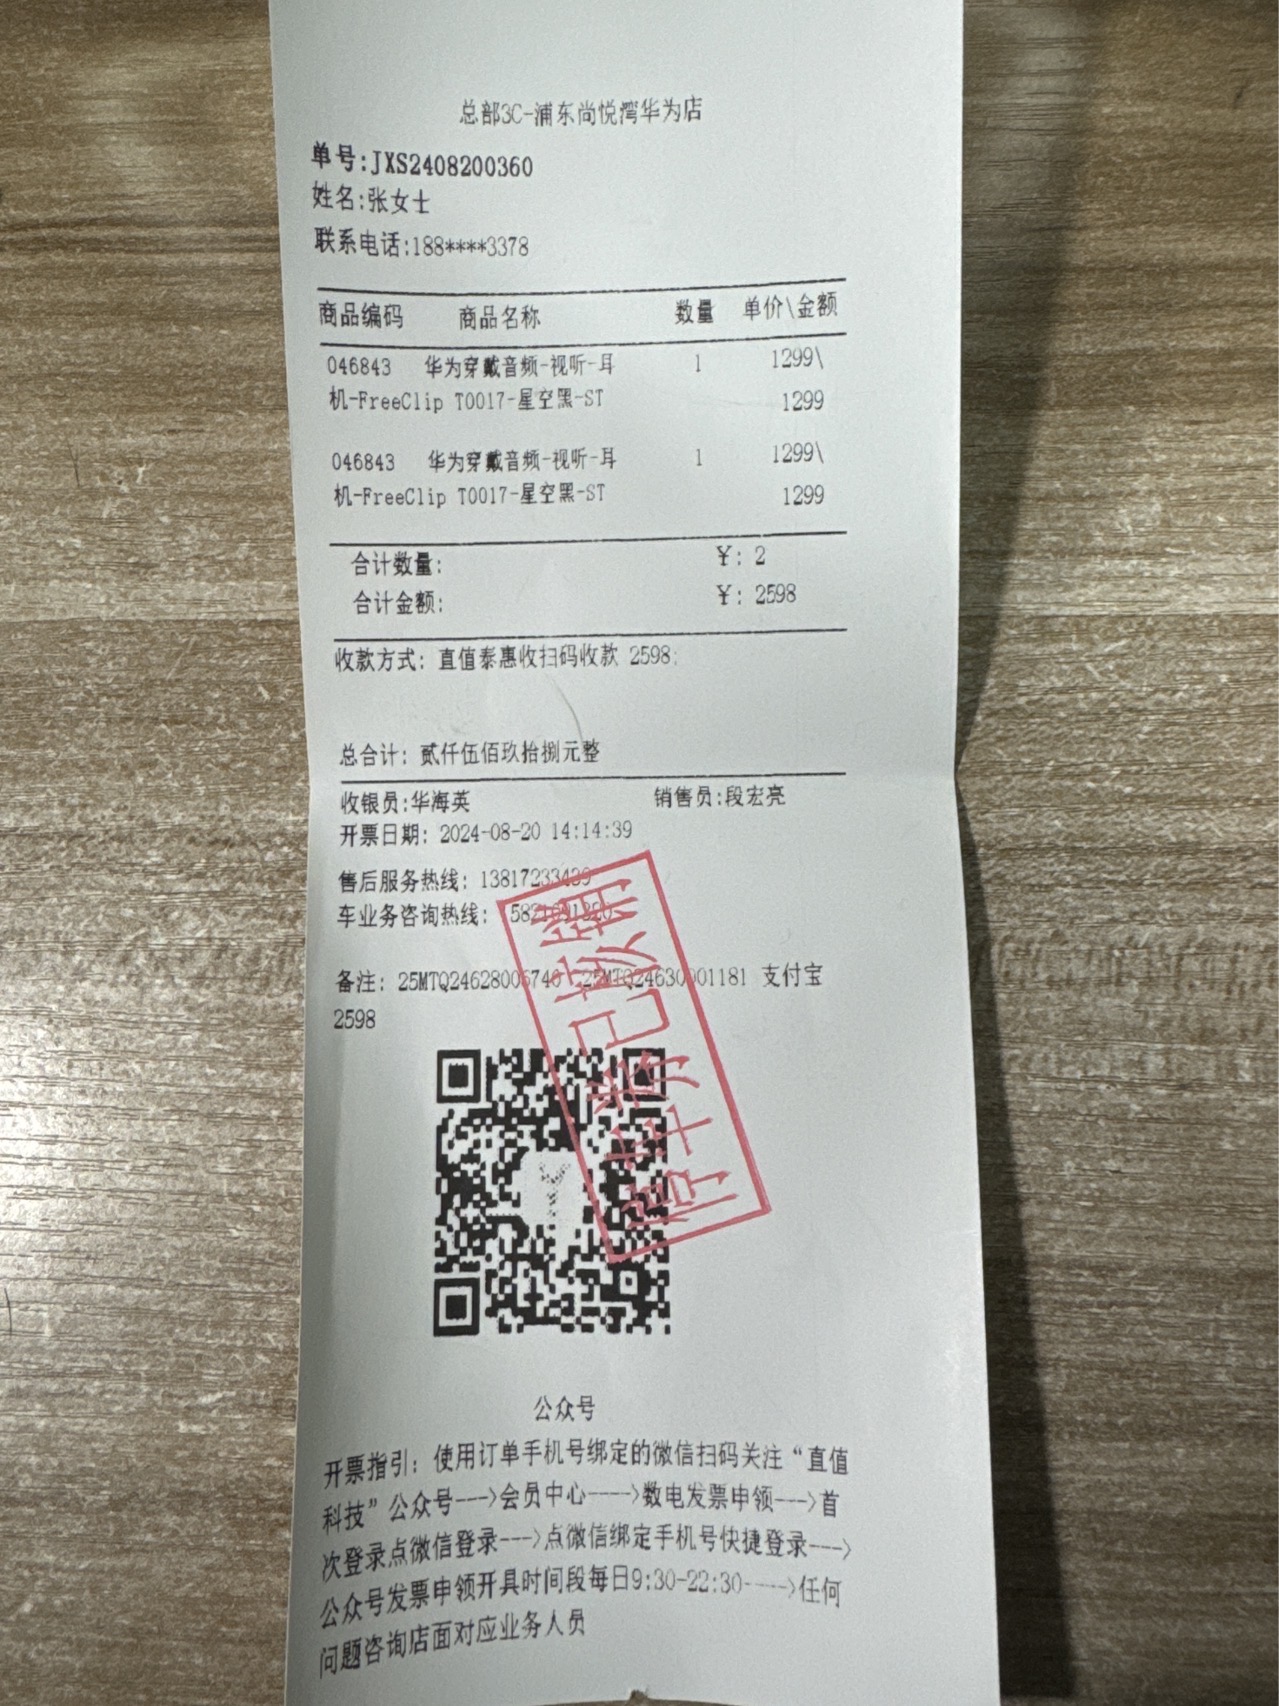 总部3C-浦东尚悦湾华为店
单号:JXS2408200360
姓名:张女士
联系电话:188****3378
商品编码 商品名称 数量 单价\金额
046843 华为穿戴音频-视听-耳 1 1299\
机-FreeClip T0017-星空黑-ST 1299
046843 华为穿戴音频-视听-耳 1 1299\
机-FreeClip T0017-星空黑-ST 1299
合计数量: ¥: 2
合计金额: ¥: 2598
收款方式: 直值泰惠收扫码收款 2598;
总合计: 贰仟伍佰玖拾捌元整
收银员:华海英 销售员:段宏亮
开票日期: 2024-08-20 14:14:39
售后服务热线: 13817233439
车业务咨询热线:
备注: 25MTQ24628006740 25MTQ24630001181 支付宝
2598
商品将已激活
公众号
开票指引: 使用订单手机号绑定的微信扫码关注“直值
科技”公众号--->会员中心---->数电发票申领--->首
次登录点微信登录--->点微信绑定手机号快捷登录--->
公众号发票申领开具时间段每日9:30-22:30---->任何
问题咨询店面对应业务人员